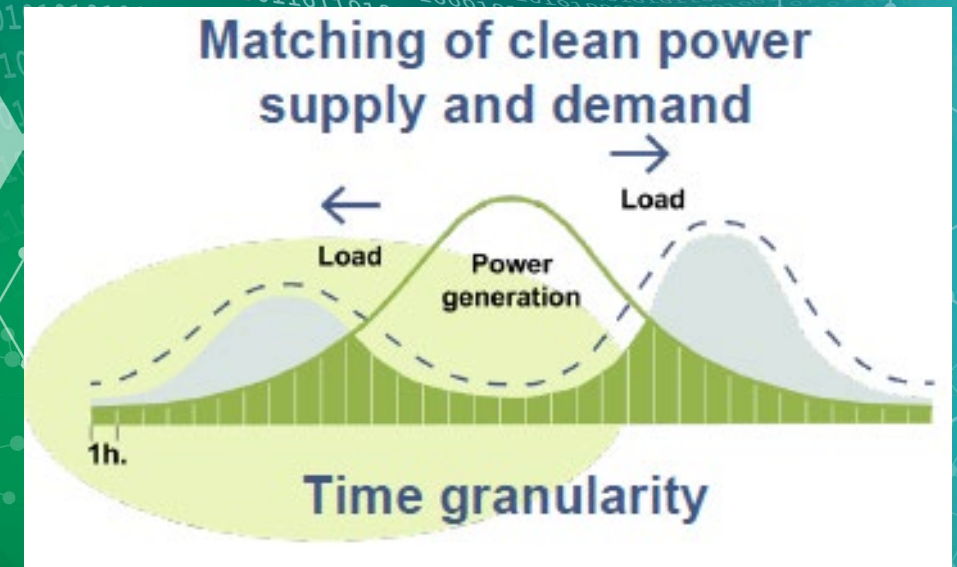 Matching of clean power
supply and demand
Load
Load
Power
generation
1h.
Time granularity